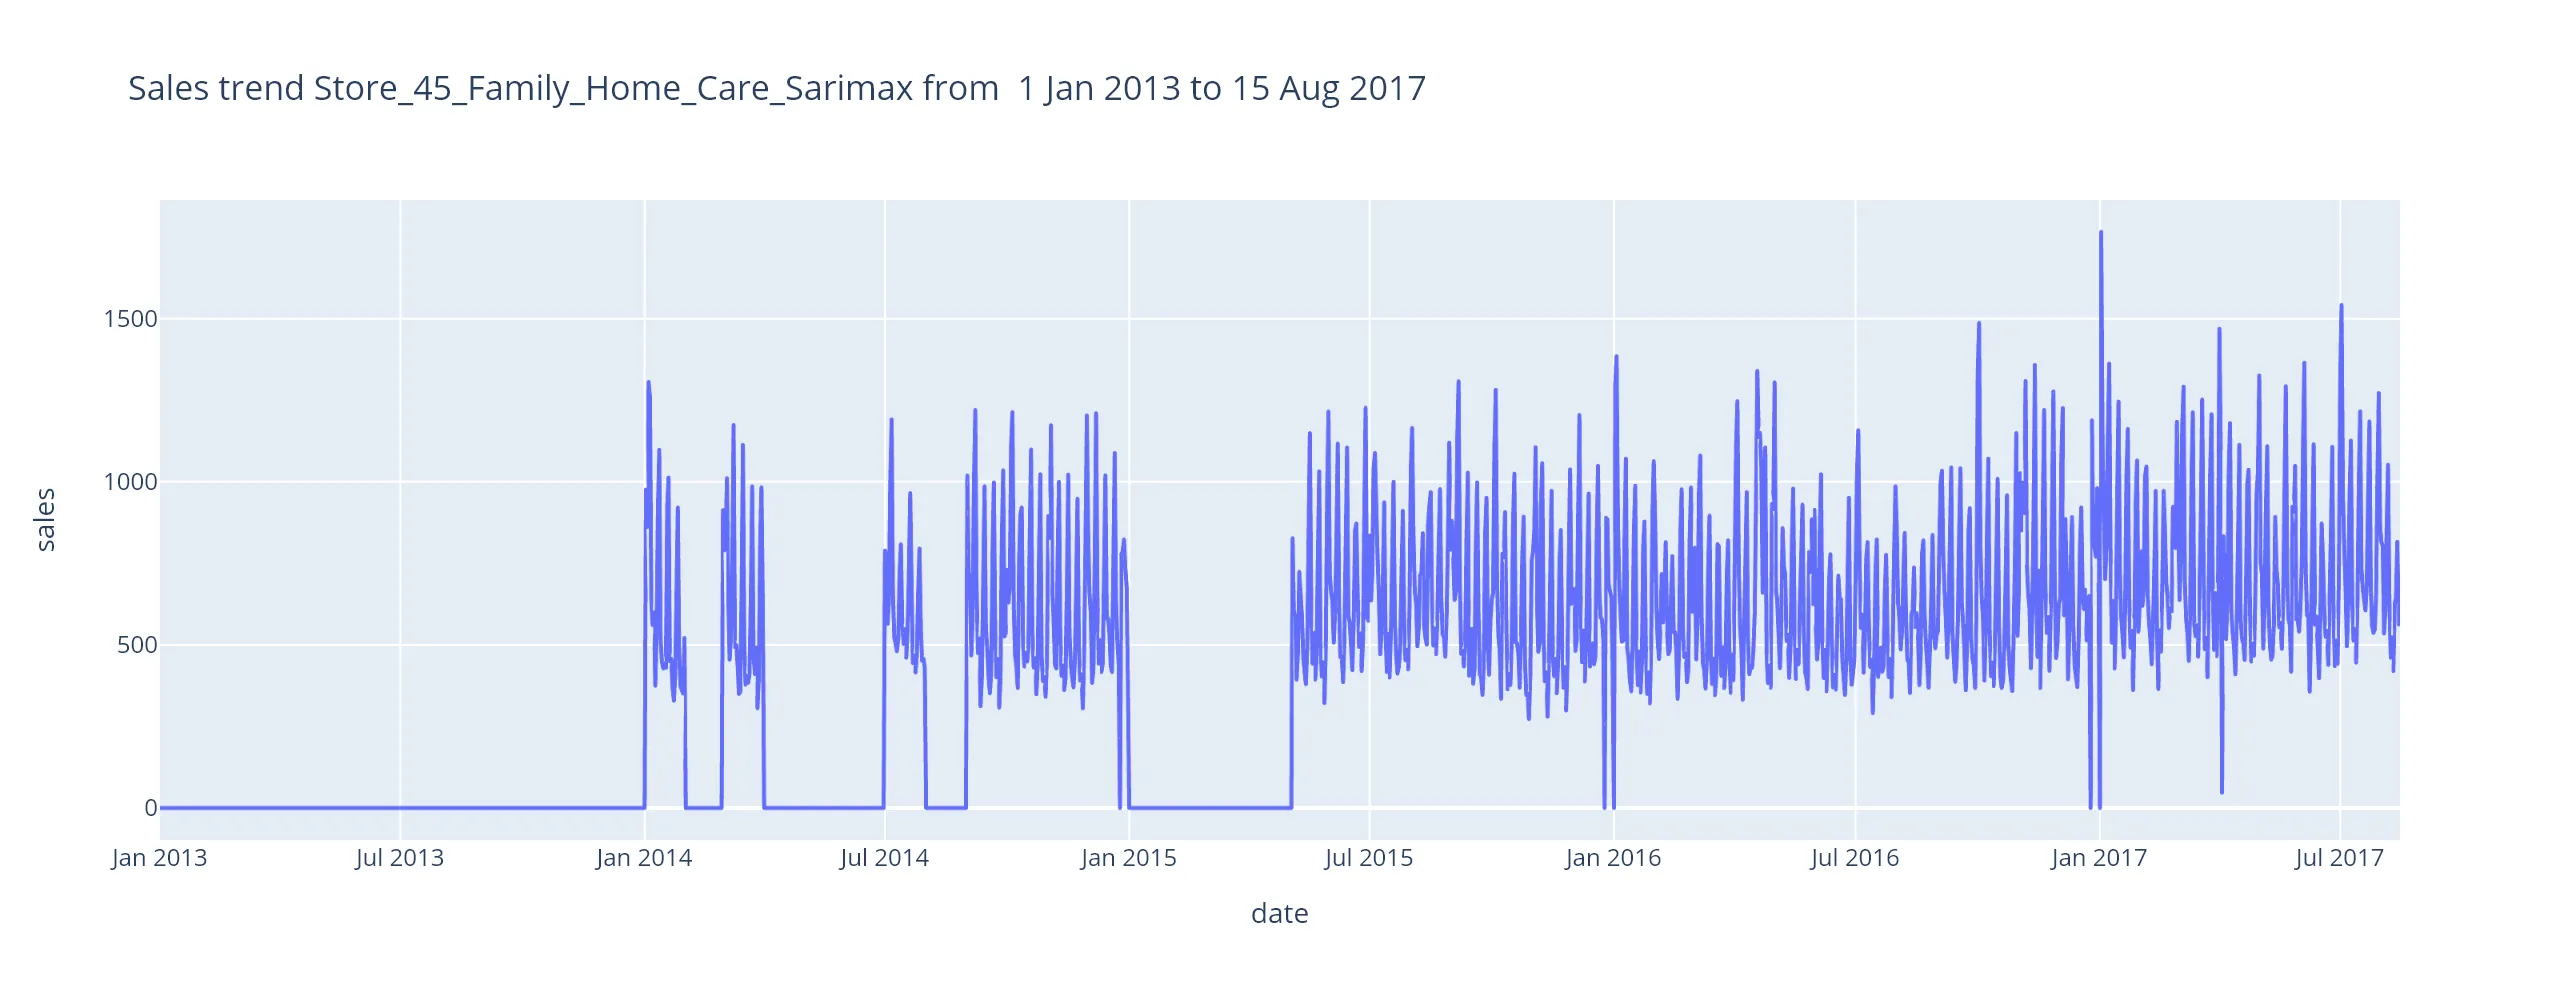 Sales trend Store_45_Family_Home_Care_Sarimax from  1 Jan 2013 to 15 Aug 2017
sales
1500
1000
500
0
Jan 2013 Jul 2013 Jan 2014 Jul 2014 Jan 2015 Jul 2015 Jan 2016 Jul 2016 Jan 2017 Jul 2017
date